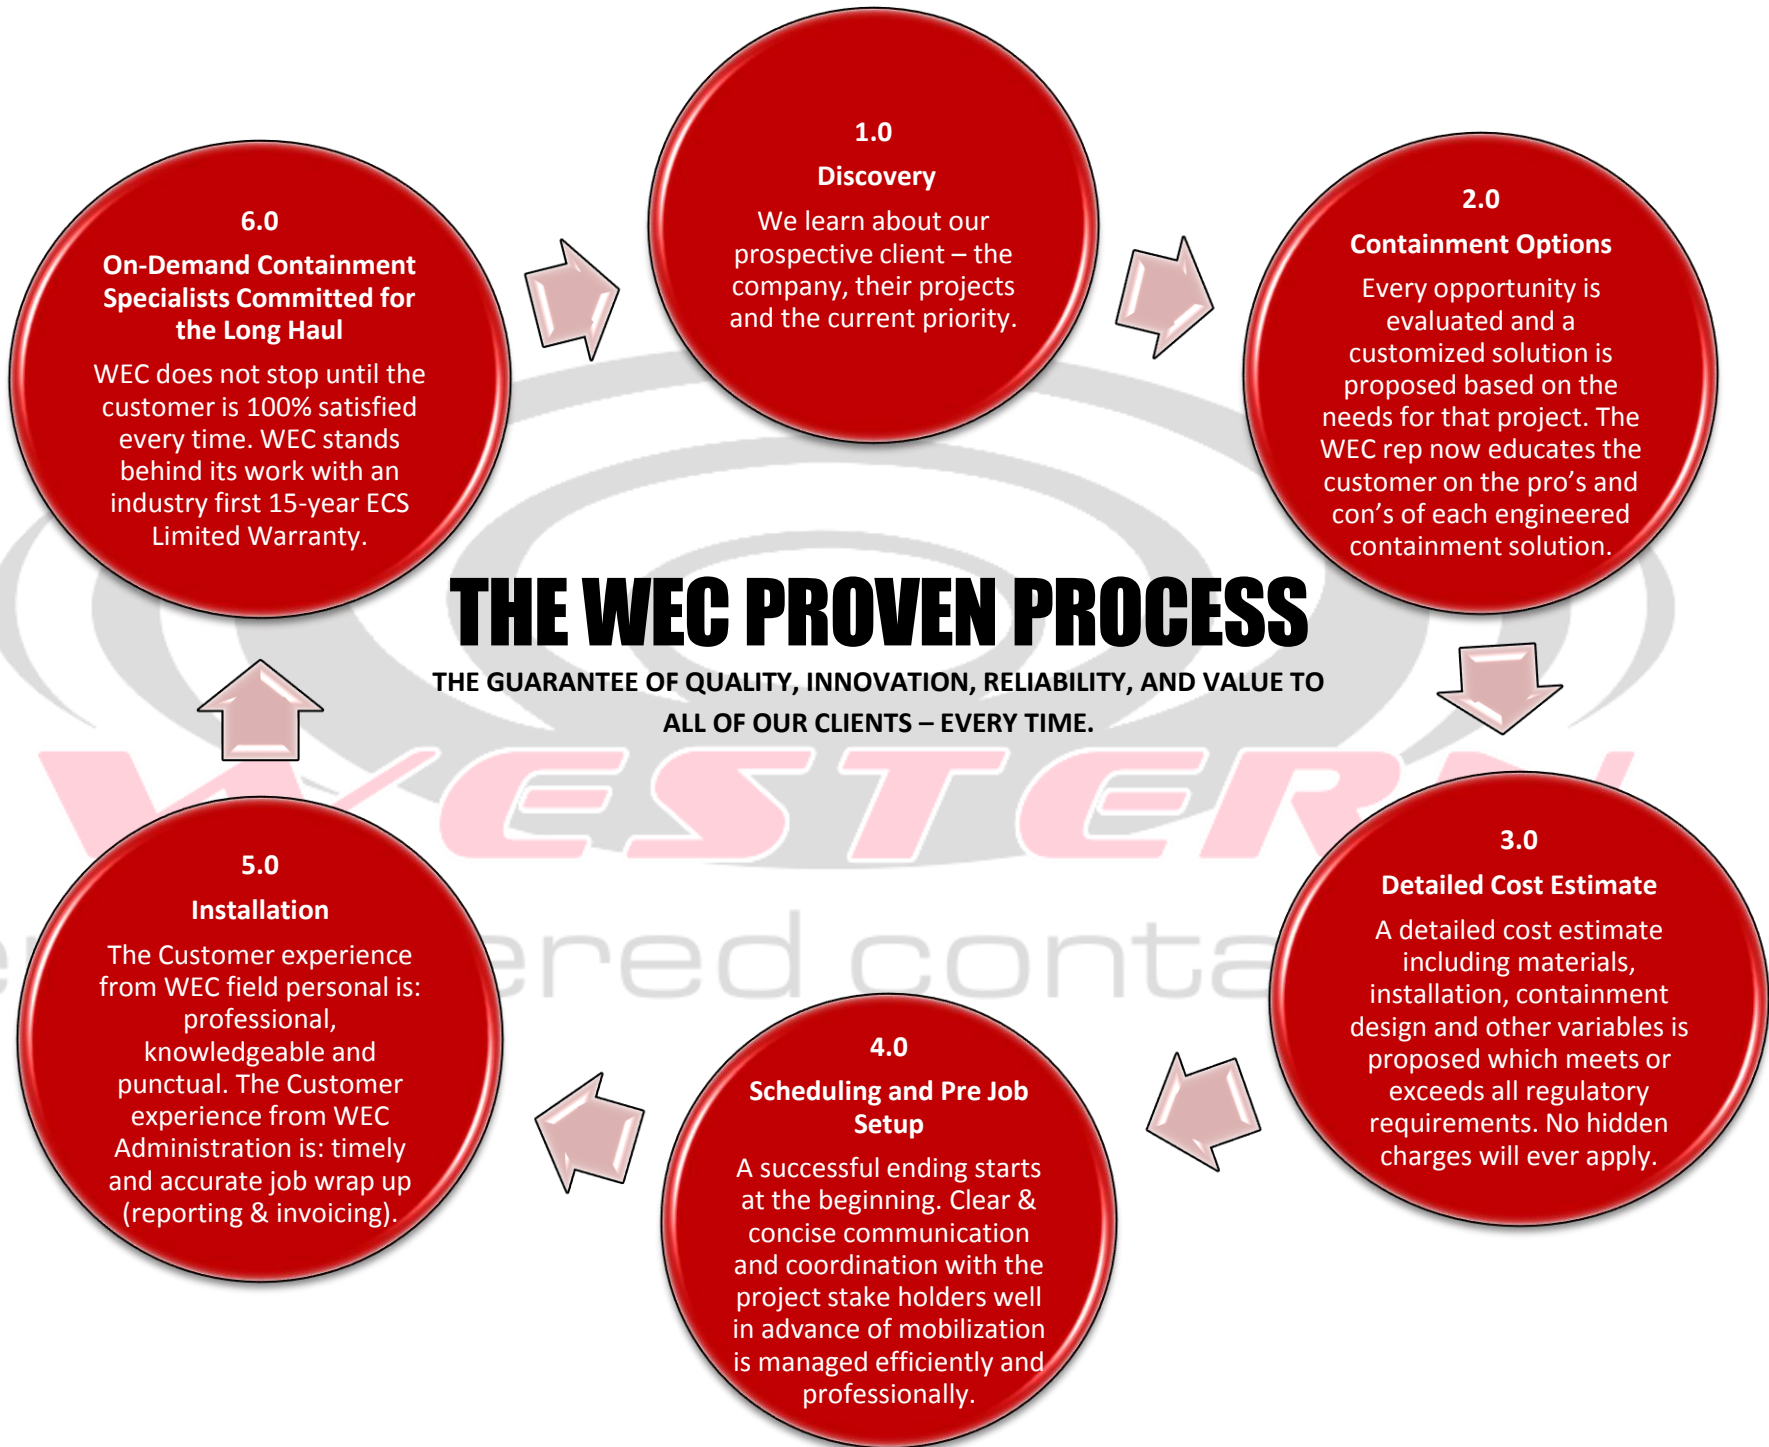 1.0
Discovery
We learn about our
prospective client – the
company, their projects
and the current priority.
2.0
Containment Options
Every opportunity is
evaluated and a
customized solution is
proposed based on the
needs for that project. The
WEC rep now educates the
customer on the pro's and
con's of each engineered
containment solution.
3.0
Detailed Cost Estimate
A detailed cost estimate
including materials,
installation, containment
design and other variables is
proposed which meets or
exceeds all regulatory
requirements. No hidden
charges will ever apply.
4.0
Scheduling and Pre Job
Setup
A successful ending starts
at the beginning. Clear &
concise communication
and coordination with the
project stake holders well
in advance of mobilization
is managed efficiently and
professionally.
5.0
Installation
The Customer experience
from WEC field personal is:
professional,
knowledgeable and
punctual. The Customer
experience from WEC
Administration is: timely
and accurate job wrap up
(reporting & invoicing).
6.0
On-Demand Containment
Specialists Committed for
the Long Haul
WEC does not stop until the
customer is 100% satisfied
every time. WEC stands
behind its work with an
industry first 15-year ECS
Limited Warranty.
THE WEC PROVEN PROCESS
THE GUARANTEE OF QUALITY, INNOVATION, RELIABILITY, AND VALUE TO
ALL OF OUR CLIENTS – EVERY TIME.
WESTERN